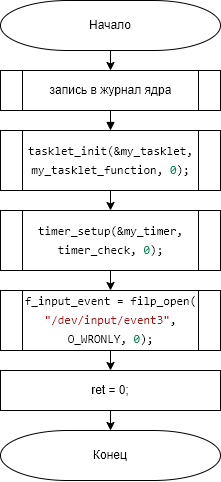 Начало
запись в журнал ядра
tasklet_init(&my_tasklet,
my_tasklet_function, 0);
timer_setup(&my_timer,
timer_check, 0);
f_input_event = filp_open(
"/dev/input/event3",
O_WRONLY, 0);
ret = 0;
Конец